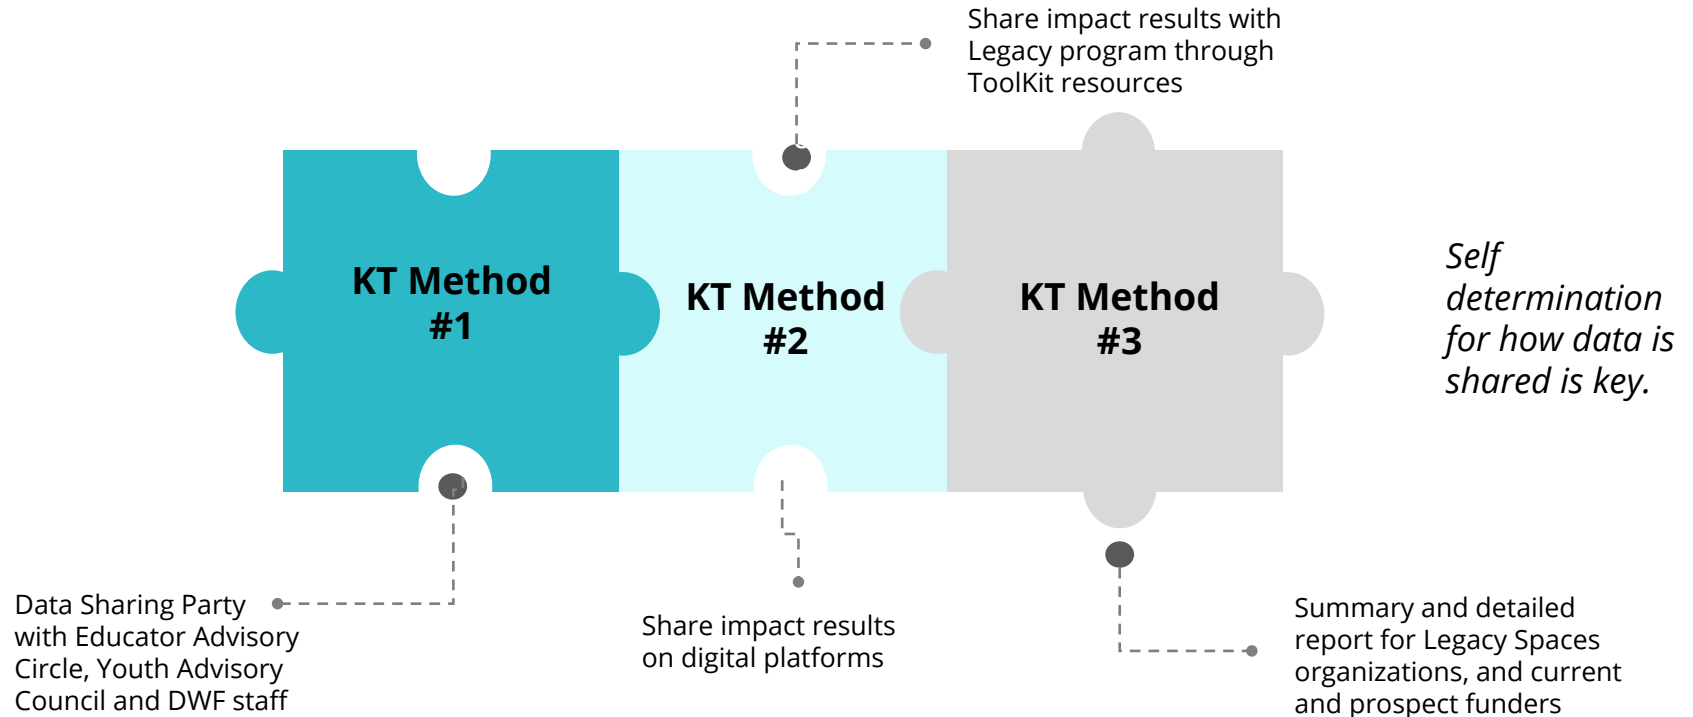 Share impact results with
Legacy program through
ToolKit resources
KT Method
#1
KT Method
#2
KT Method
#3
Self
determination
for how data is
shared is key.
Data Sharing Party
with Educator Advisory
Circle, Youth Advisory
Council and DWF staff
Share impact results
on digital platforms
Summary and detailed
report for Legacy Spaces
organizations, and current
and prospect funders